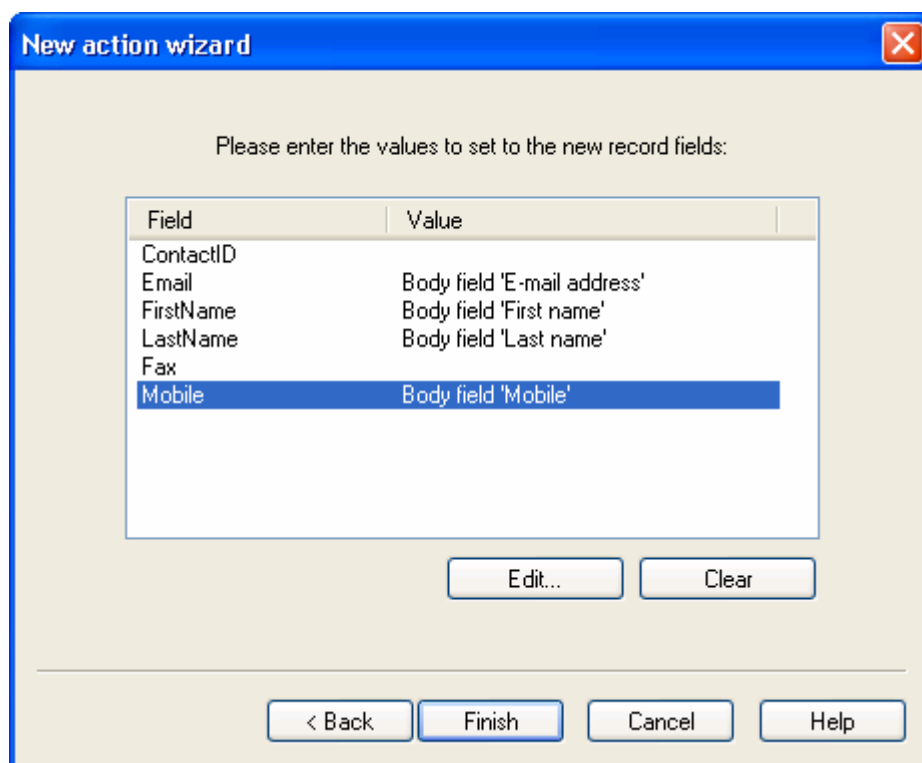 New action wizard
Please enter the values to set to the new record fields:
Field Value
ContactID
Email Body field 'E-mail address'
FirstName Body field 'First name'
LastName Body field 'Last name'
Fax
Mobile Body field 'Mobile'
Edit... Clear
< Back Finish Cancel Help